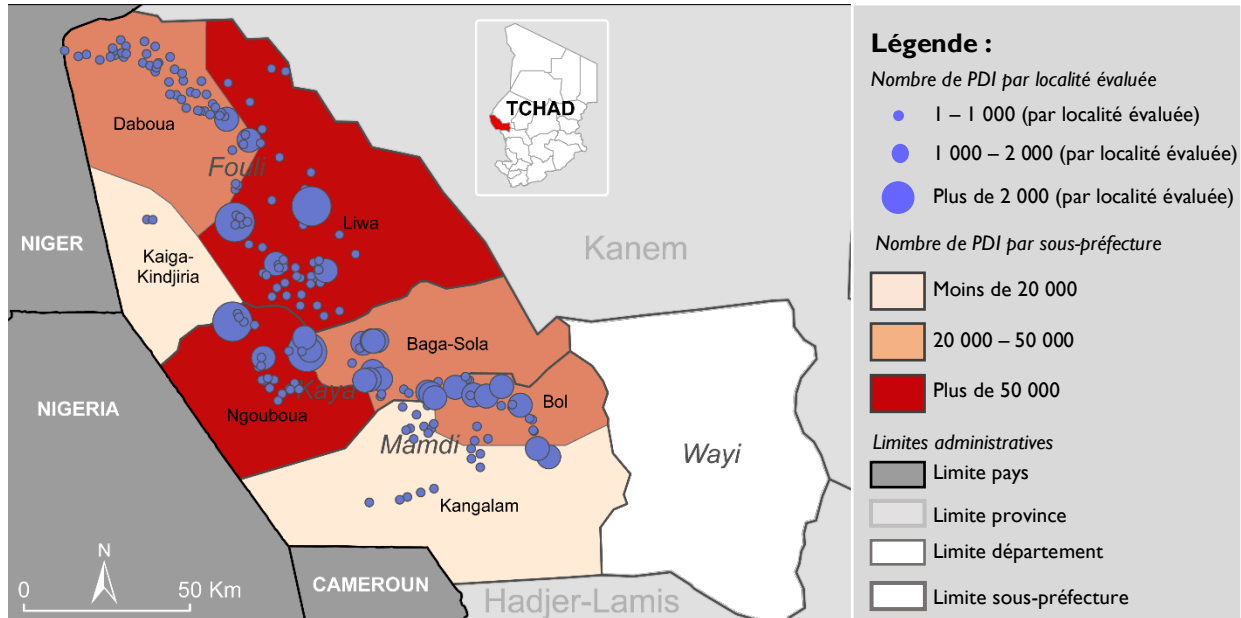 TCHAD
Daboua
Fouli
Liwa
Kanem
NIGER
Kaiga-
Kindjiria
Baga-Sola
Kaya
NIGERIA
Ngouboua
Bol
Mamdi
Wayi
Kangalam
N
0 50 Km
CAMEROUN
Hadjer-Lamis
Légende :
Nombre de PDI par localité évaluée
1 – 1 000 (par localité évaluée)
1 000 – 2 000 (par localité évaluée)
Plus de 2 000 (par localité évaluée)
Nombre de PDI par sous-préfecture
Moins de 20 000
20 000 – 50 000
Plus de 50 000
Limites administratives
Limite pays
Limite province
Limite département
Limite sous-préfecture